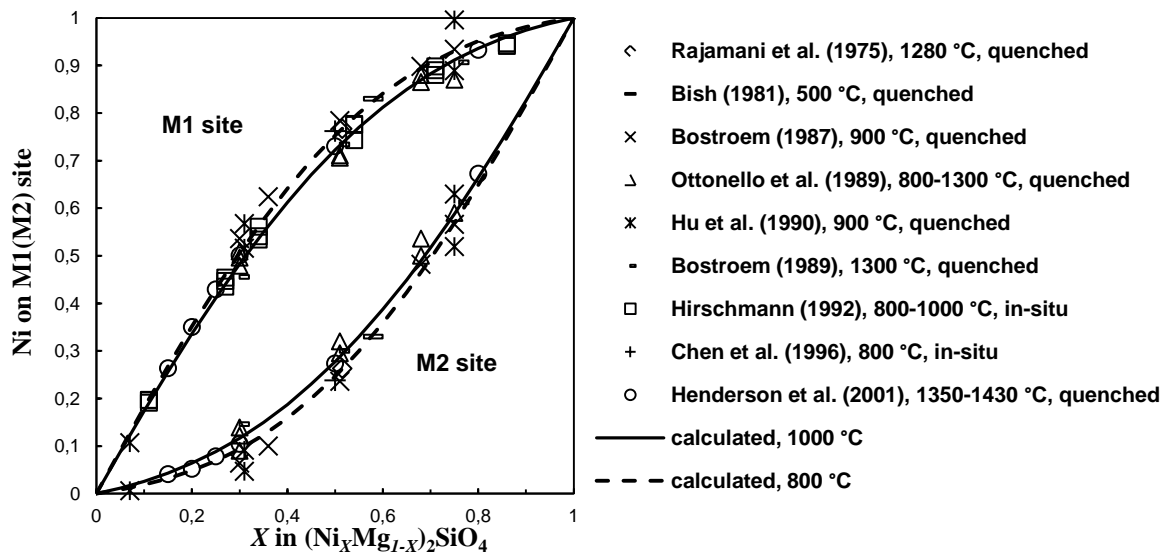 Ni on M1(M2) site
1
0,9
0,8
0,7
0,6
0,5
0,4
0,3
0,2
0,1
0
M1 site
M2 site
0 0,2 0,4 0,6 0,8 1
X in (NiXMg1-X)2SiO4
Rajamani et al. (1975), 1280 °C, quenched
Bish (1981), 500 °C, quenched
Bostroem (1987), 900 °C, quenched
Ottonello et al. (1989), 800-1300 °C, quenched
Hu et al. (1990), 900 °C, quenched
Bostroem (1989), 1300 °C, quenched
Hirschmann (1992), 800-1000 °C, in-situ
Chen et al. (1996), 800 °C, in-situ
Henderson et al. (2001), 1350-1430 °C, quenched
calculated, 1000 °C
calculated, 800 °C